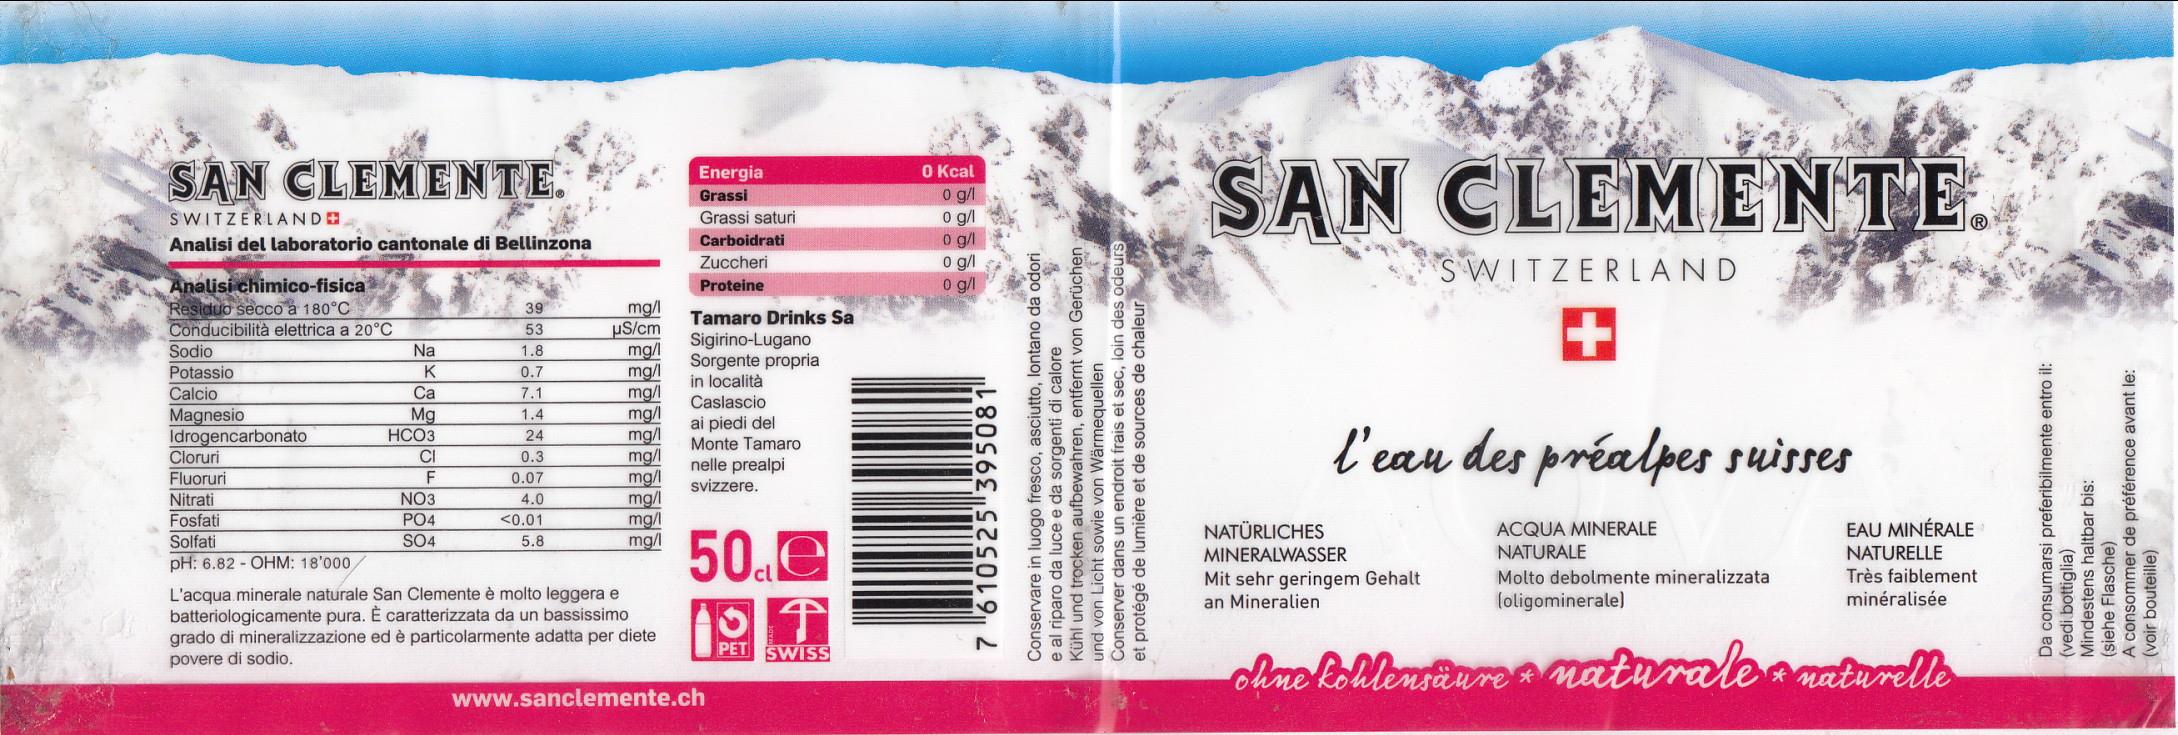 SAN CLEMENTE®
SWITZERLAND
Analisi del laboratorio cantonale di Bellinzona
Analisi chimico-fisica
Residuo secco a 180°C 39 mg/l
Conducibilità elettrica a 20°C 53 µS/cm
Sodio Na 1.8 mg/l
Potassio K 0.7 mg/l
Calcio Ca 7.1 mg/l
Magnesio Mg 1.4 mg/l
Idrogencarbonato HCO3 24 mg/l
Cloruri Cl 0.3 mg/l
Fluoruri F 0.07 mg/l
Nitrati NO3 4.0 mg/l
Fosfati PO4 <0.01 mg/l
Solfati SO4 5.8 mg/l
pH: 6.82 - OHM: 18'000
L'acqua minerale naturale San Clemente è molto leggera e
batteriologicamente pura. È caratterizzata da un bassissimo
grado di mineralizzazione ed è particolarmente adatta per diete
povere di sodio.
www.sanclemente.ch
Energia 0 Kcal
Grassi 0 g/l
Grassi saturi 0 g/l
Carboidrati 0 g/l
Zuccheri 0 g/l
Proteine 0 g/l
Tamaro Drinks Sa
Sigirino-Lugano
Sorgente propria
in località
Caslascio
ai piedi del
Monte Tamaro
nelle prealpi
svizzere.
50 cl e
PET
MADE
SWISS
7 610525 395081
Conservare in luogo fresco, asciutto, lontano da odori
e al riparo da luce e da sorgenti di calore
Kühl und trocken aufbewahren, entfernt von Gerüchen
und von Licht sowie von Wärmequellen
Conserver dans un endroit frais et sec, loin des odeurs
et protégé de lumière et de sources de chaleur
SAN CLEMENTE®
SWITZERLAND
l'eau des préalpes suisses
NATÜRLICHES
MINERALWASSER
Mit sehr geringem Gehalt
an Mineralien
ACQUA MINERALE
NATURALE
Molto debolmente mineralizzata
(oligominerale)
EAU MINÉRALE
NATURELLE
Très faiblement
minéralisée
ohne kohlensäure * naturale * naturelle
Da consumarsi preferibilmente entro il:
(vedi bottiglia)
Mindestens haltbar bis:
(siehe Flasche)
A consommer de préférence avant le:
(voir bouteille)